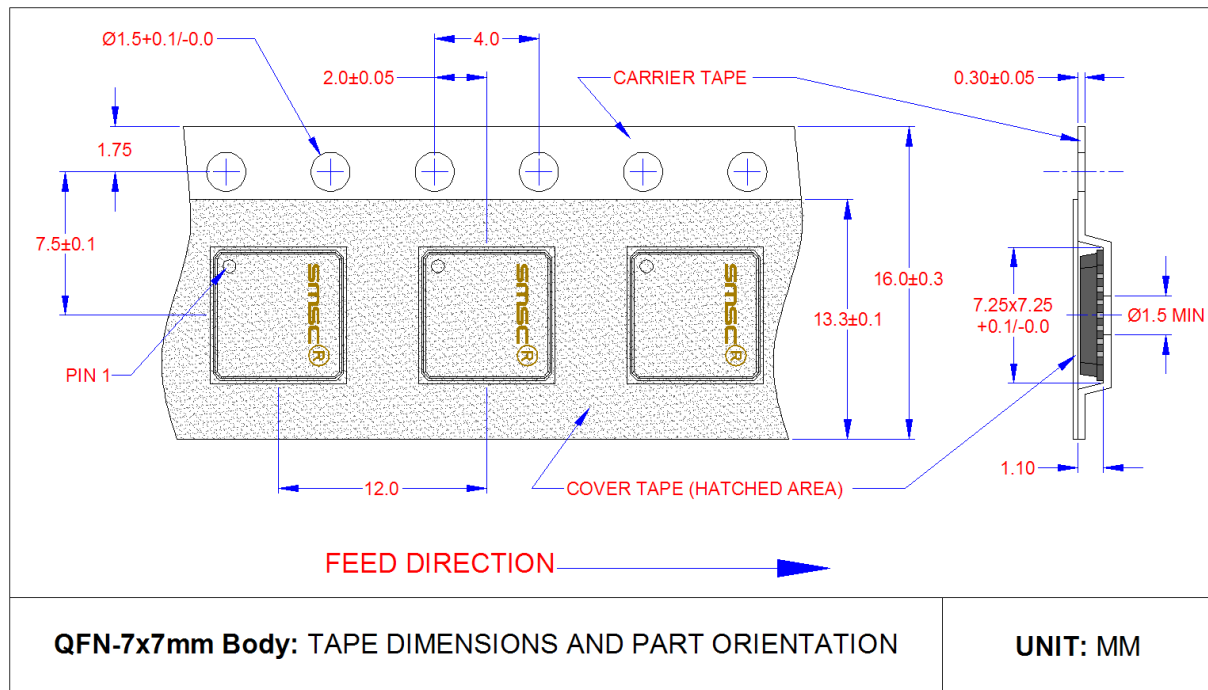 Ø1.5+0.1/-0.0
4.0
2.0±0.05
CARRIER TAPE
0.30±0.05
1.75
7.5±0.1
smsc®
smsc®
smsc®
16.0±0.3
13.3±0.1
7.25x7.25
+0.1/-0.0
Ø1.5 MIN
PIN 1
1.10
12.0
COVER TAPE (HATCHED AREA)
FEED DIRECTION
QFN-7x7mm Body: TAPE DIMENSIONS AND PART ORIENTATION
UNIT: MM